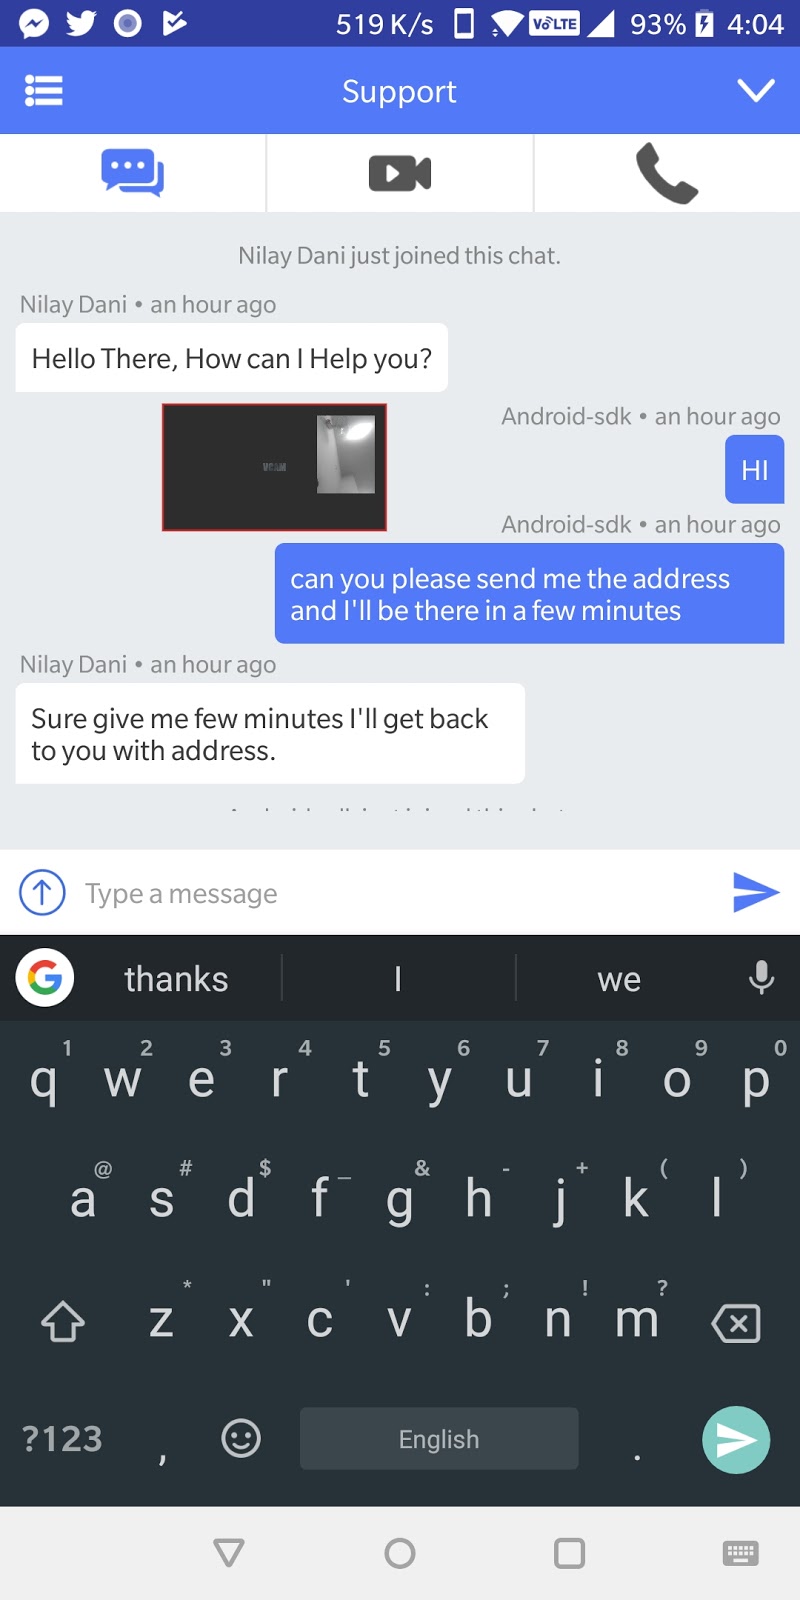 519 K/s VoLTE 93% 4:04
Support
Nilay Dani just joined this chat.
Nilay Dani • an hour ago
Hello There, How can I Help you?
Android-sdk • an hour ago
HI
VCAM
Android-sdk • an hour ago
can you please send me the address
and I'll be there in a few minutes
Nilay Dani • an hour ago
Sure give me few minutes I'll get back
to you with address.
Type a message
thanks I we
1 2 3 4 5 6 7 8 9 0
q w e r t y u i o p
@ # $ _ & - + ( )
a s d f g h j k l
* " ' : ; ! ?
z x c v b n m
?123 , English .